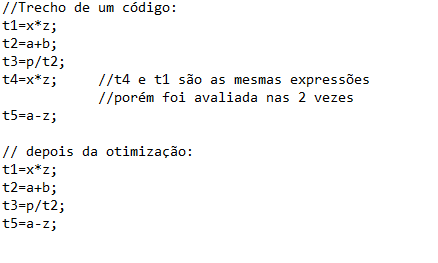 //Trecho de um código:
t1=x*z;
t2=a+b;
t3=p/t2;
t4=x*z;     //t4 e t1 são as mesmas expressões
            //porém foi avaliada nas 2 vezes
t5=a-z;

// depois da otimização:
t1=x*z;
t2=a+b;
t3=p/t2;
t5=a-z;